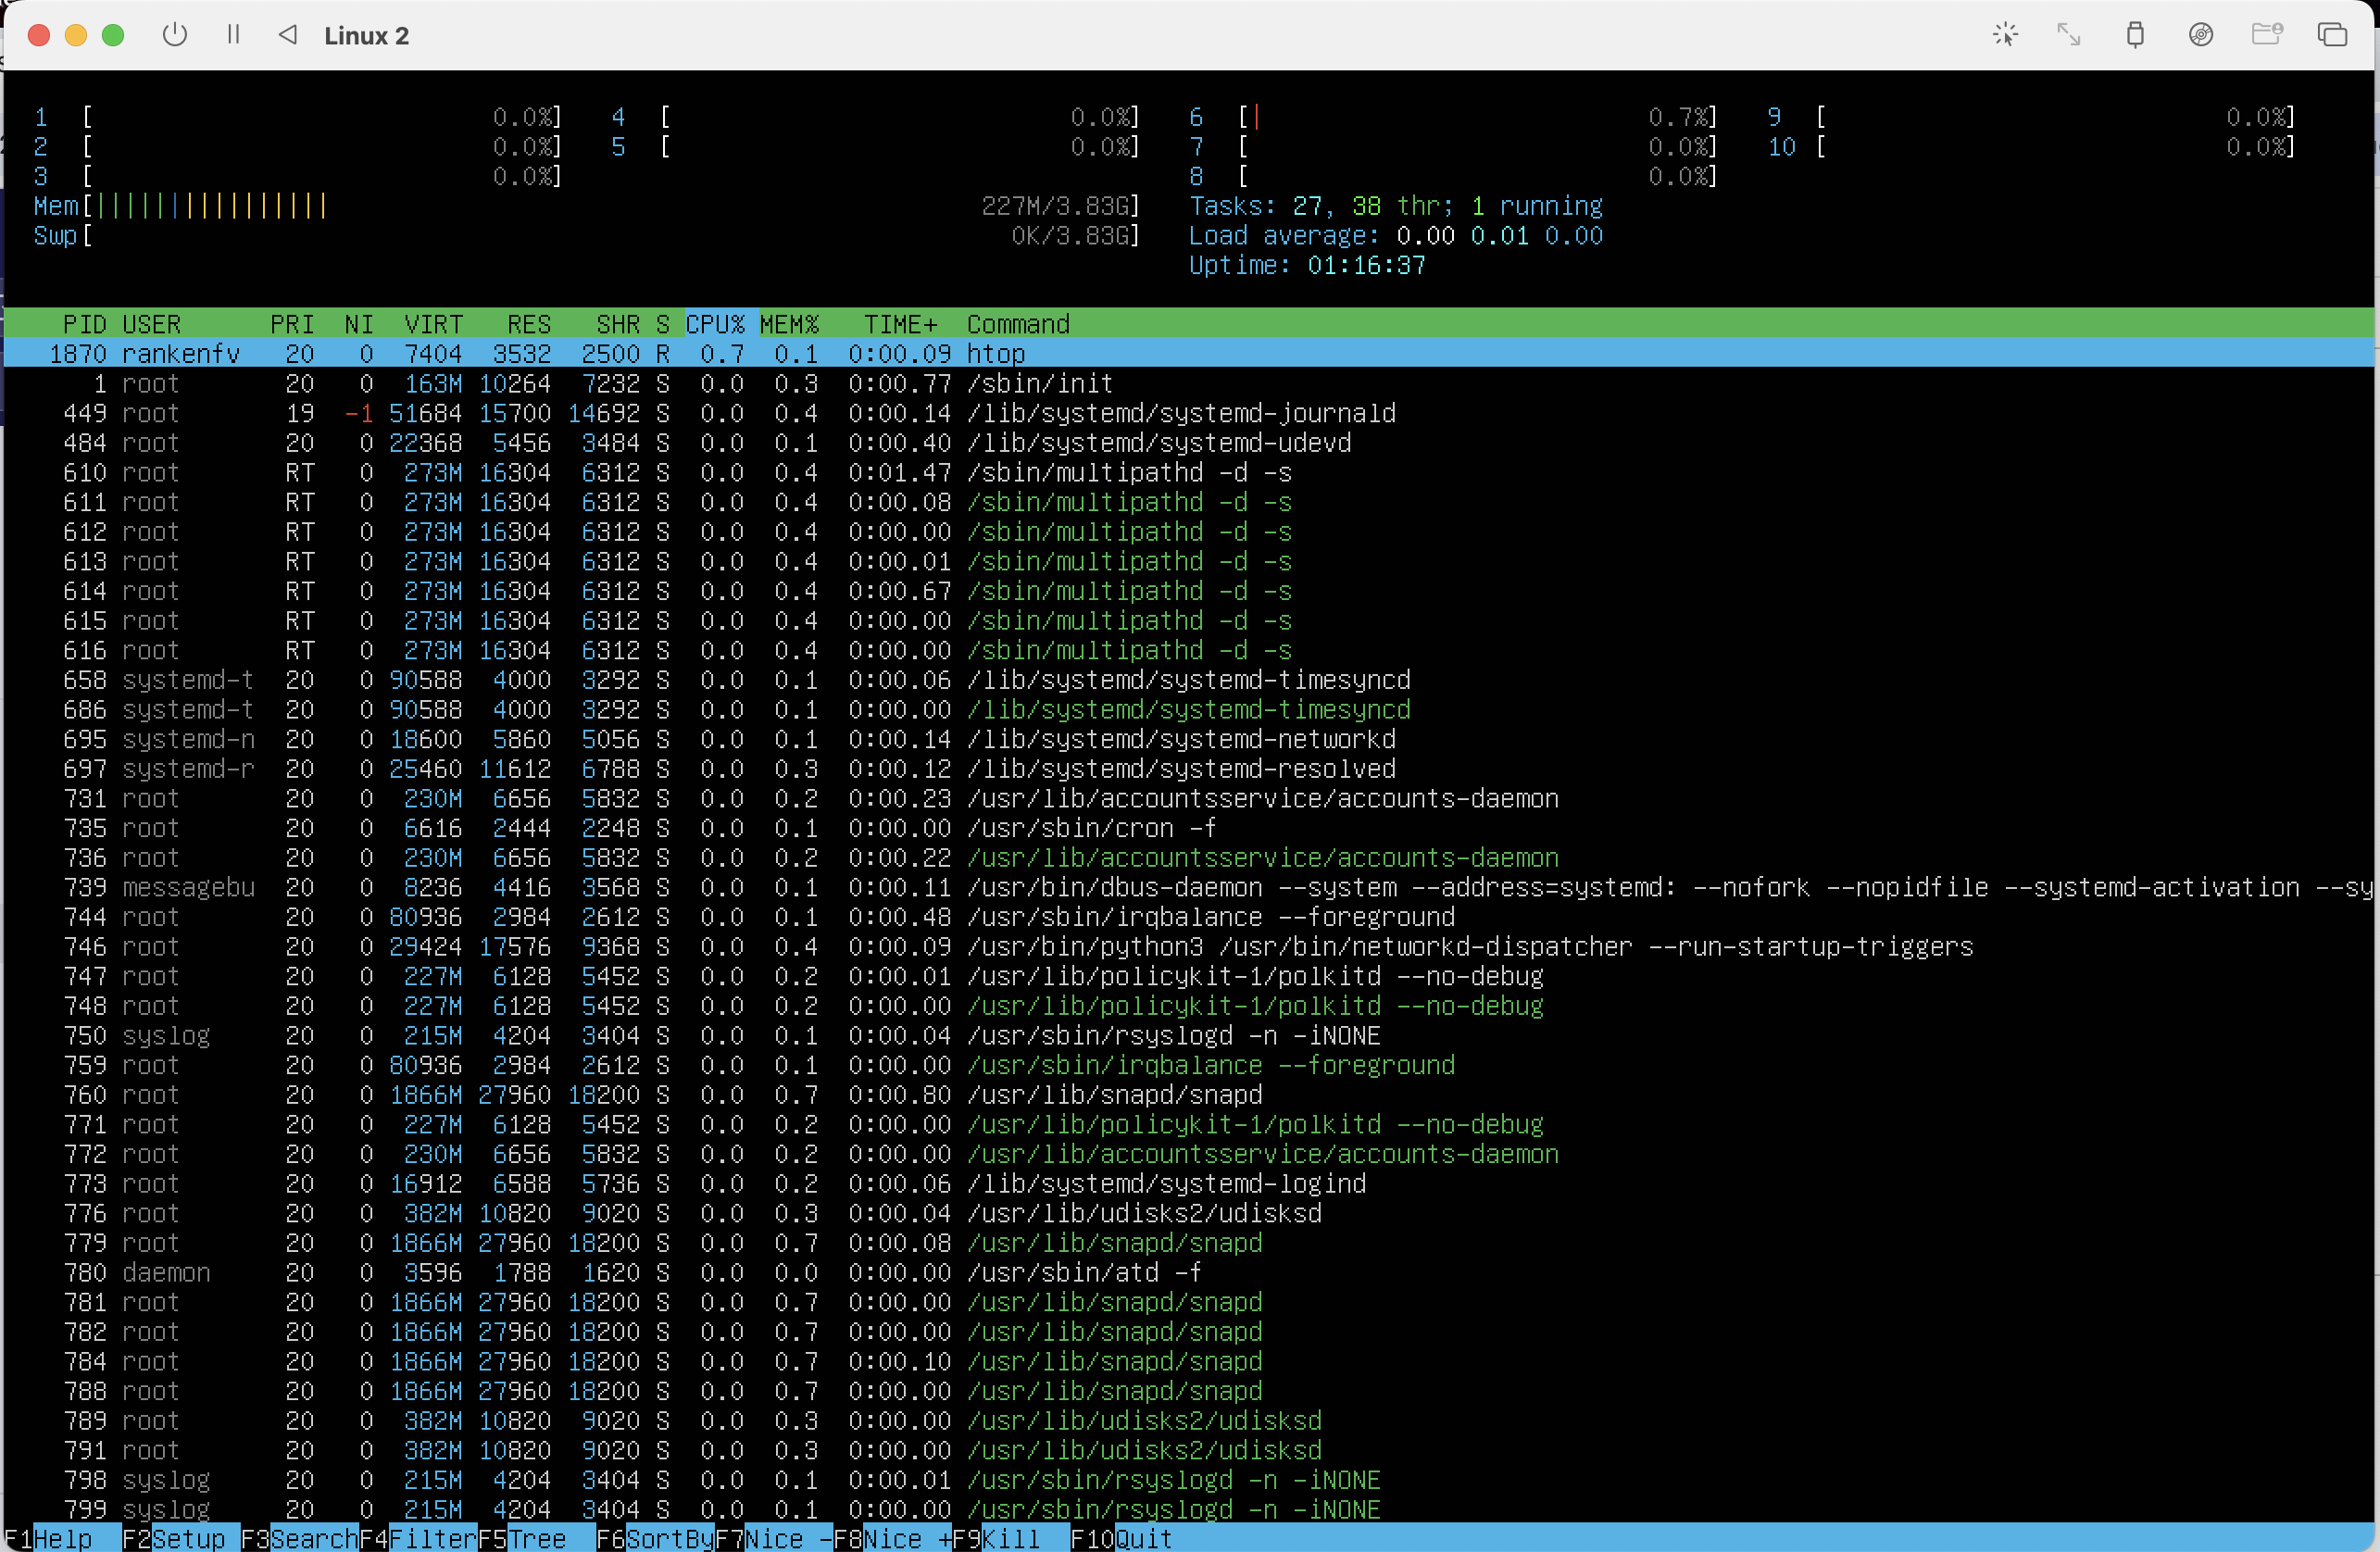 Linux 2
1 [ 0.0%] 4 [ 0.0%] 6 [| 0.7%] 9 [ 0.0%]
2 [ 0.0%] 5 [ 0.0%] 7 [ 0.0%] 10 [ 0.0%]
3 [ 0.0%] 8 [ 0.0%]
Mem[|||||||||||||||| 227M/3.83G] Tasks: 27, 38 thr; 1 running
Swp[ 0K/3.83G] Load average: 0.00 0.01 0.00
Uptime: 01:16:37
PID USER PRI NI VIRT RES SHR S CPU% MEM% TIME+ Command
1870 rankenfv 20 0 7404 3532 2500 R 0.7 0.1 0:00.09 htop
1 root 20 0 163M 10264 7232 S 0.0 0.3 0:00.77 /sbin/init
449 root 19 -1 51684 15700 14692 S 0.0 0.4 0:00.14 /lib/systemd/systemd-journald
484 root 20 0 22368 5456 3484 S 0.0 0.1 0:00.40 /lib/systemd/systemd-udevd
610 root RT 0 273M 16304 6312 S 0.0 0.4 0:01.47 /sbin/multipathd -d -s
611 root RT 0 273M 16304 6312 S 0.0 0.4 0:00.08 /sbin/multipathd -d -s
612 root RT 0 273M 16304 6312 S 0.0 0.4 0:00.00 /sbin/multipathd -d -s
613 root RT 0 273M 16304 6312 S 0.0 0.4 0:00.01 /sbin/multipathd -d -s
614 root RT 0 273M 16304 6312 S 0.0 0.4 0:00.67 /sbin/multipathd -d -s
615 root RT 0 273M 16304 6312 S 0.0 0.4 0:00.00 /sbin/multipathd -d -s
616 root RT 0 273M 16304 6312 S 0.0 0.4 0:00.00 /sbin/multipathd -d -s
658 systemd-t 20 0 90588 4000 3292 S 0.0 0.1 0:00.06 /lib/systemd/systemd-timesyncd
686 systemd-t 20 0 90588 4000 3292 S 0.0 0.1 0:00.00 /lib/systemd/systemd-timesyncd
695 systemd-n 20 0 18600 5860 5056 S 0.0 0.1 0:00.14 /lib/systemd/systemd-networkd
697 systemd-r 20 0 25460 11612 6788 S 0.0 0.3 0:00.12 /lib/systemd/systemd-resolved
731 root 20 0 230M 6656 5832 S 0.0 0.2 0:00.23 /usr/lib/accountsservice/accounts-daemon
735 root 20 0 6616 2444 2248 S 0.0 0.1 0:00.00 /usr/sbin/cron -f
736 root 20 0 230M 6656 5832 S 0.0 0.2 0:00.22 /usr/lib/accountsservice/accounts-daemon
739 messagebu 20 0 8236 4416 3568 S 0.0 0.1 0:00.11 /usr/bin/dbus-daemon --system --address=systemd: --nofork --nopidfile --systemd-activation --sy
744 root 20 0 80936 2984 2612 S 0.0 0.1 0:00.48 /usr/sbin/irqbalance --foreground
746 root 20 0 29424 17576 9368 S 0.0 0.4 0:00.09 /usr/bin/python3 /usr/bin/networkd-dispatcher --run-startup-triggers
747 root 20 0 227M 6128 5452 S 0.0 0.2 0:00.01 /usr/lib/policykit-1/polkitd --no-debug
748 root 20 0 227M 6128 5452 S 0.0 0.2 0:00.00 /usr/lib/policykit-1/polkitd --no-debug
750 syslog 20 0 215M 4204 3404 S 0.0 0.1 0:00.04 /usr/sbin/rsyslogd -n -iNONE
759 root 20 0 80936 2984 2612 S 0.0 0.1 0:00.00 /usr/sbin/irqbalance --foreground
760 root 20 0 1866M 27960 18200 S 0.0 0.7 0:00.80 /usr/lib/snapd/snapd
771 root 20 0 227M 6128 5452 S 0.0 0.2 0:00.00 /usr/lib/policykit-1/polkitd --no-debug
772 root 20 0 230M 6656 5832 S 0.0 0.2 0:00.00 /usr/lib/accountsservice/accounts-daemon
773 root 20 0 16912 6588 5736 S 0.0 0.2 0:00.06 /lib/systemd/systemd-logind
776 root 20 0 382M 10820 9020 S 0.0 0.3 0:00.04 /usr/lib/udisks2/udisksd
779 root 20 0 1866M 27960 18200 S 0.0 0.7 0:00.08 /usr/lib/snapd/snapd
780 daemon 20 0 3596 1788 1620 S 0.0 0.0 0:00.00 /usr/sbin/atd -f
781 root 20 0 1866M 27960 18200 S 0.0 0.7 0:00.00 /usr/lib/snapd/snapd
782 root 20 0 1866M 27960 18200 S 0.0 0.7 0:00.00 /usr/lib/snapd/snapd
784 root 20 0 1866M 27960 18200 S 0.0 0.7 0:00.10 /usr/lib/snapd/snapd
788 root 20 0 1866M 27960 18200 S 0.0 0.7 0:00.00 /usr/lib/snapd/snapd
789 root 20 0 382M 10820 9020 S 0.0 0.3 0:00.00 /usr/lib/udisks2/udisksd
791 root 20 0 382M 10820 9020 S 0.0 0.3 0:00.00 /usr/lib/udisks2/udisksd
798 syslog 20 0 215M 4204 3404 S 0.0 0.1 0:00.01 /usr/sbin/rsyslogd -n -iNONE
799 syslog 20 0 215M 4204 3404 S 0.0 0.1 0:00.00 /usr/sbin/rsyslogd -n -iNONE
F1Help F2Setup F3SearchF4FilterF5Tree F6SortByF7Nice -F8Nice +F9Kill F10Quit